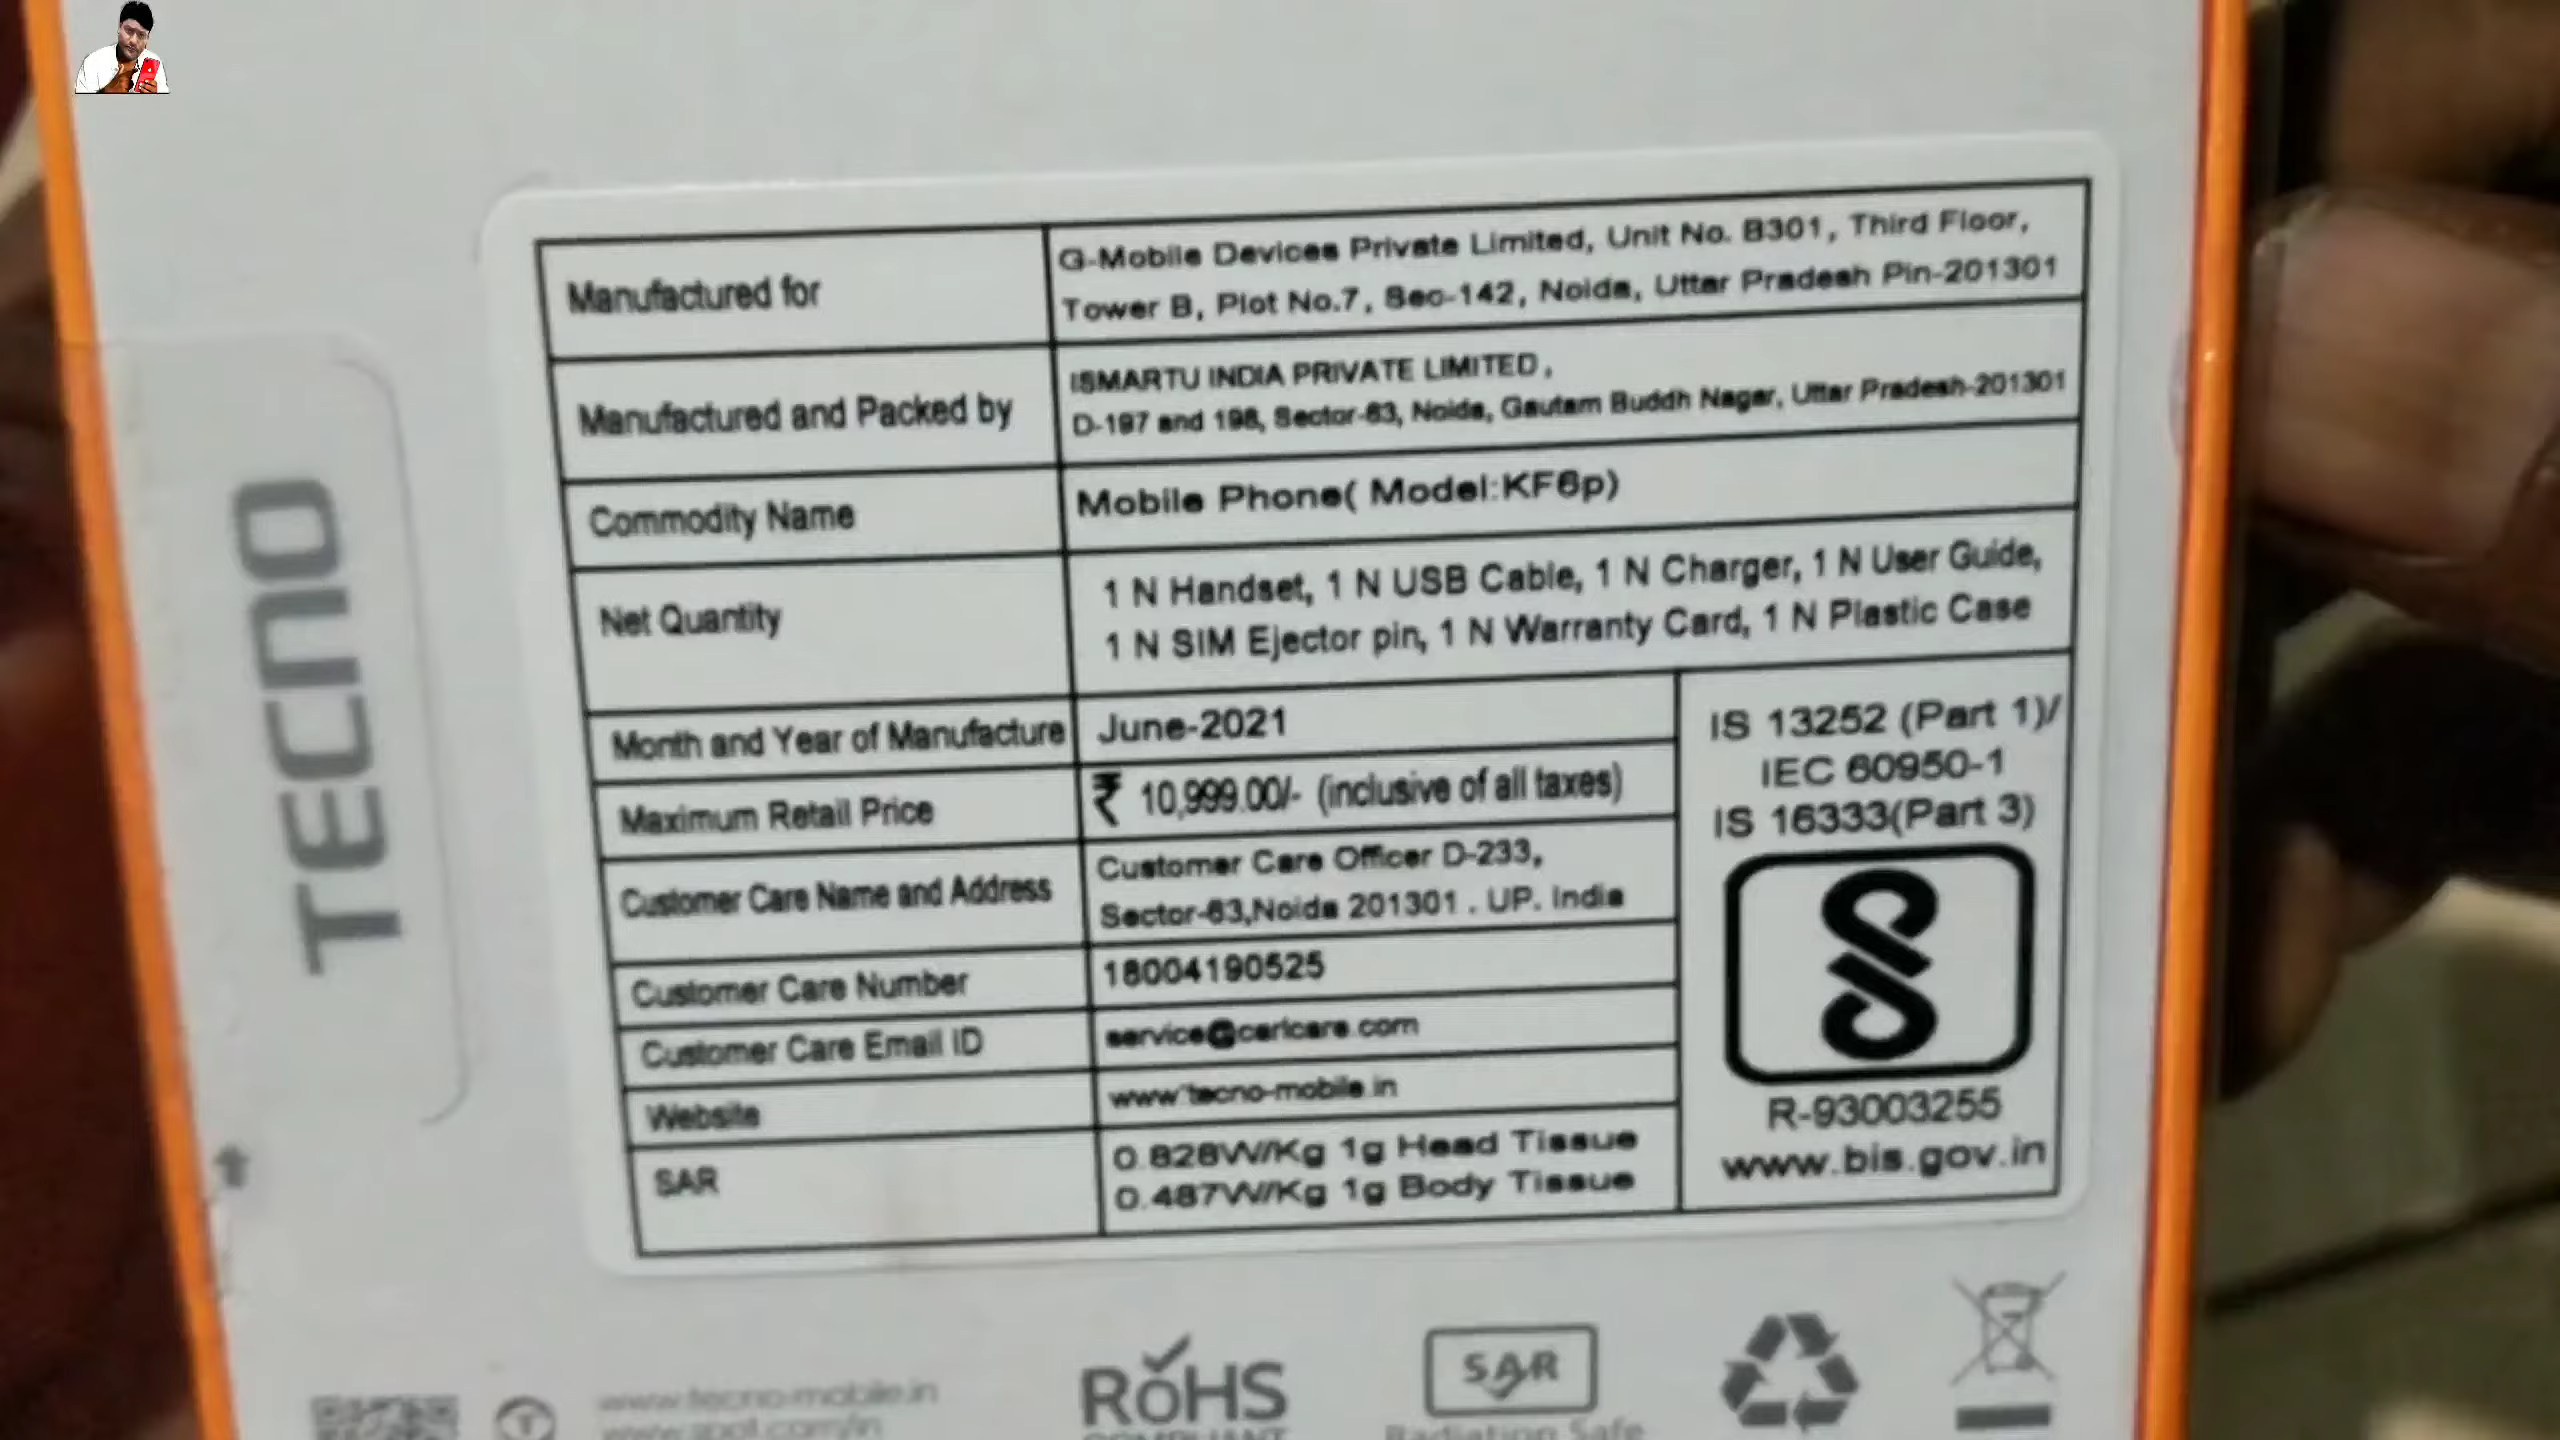 TECNO
Manufactured for
G-Mobile Devices Private Limited, Unit No. B301, Third Floor,
Tower B, Plot No.7, Sec-142, Noida, Uttar Pradesh Pin-201301
Manufactured and Packed by
ISMARTU INDIA PRIVATE LIMITED,
D-197 and 198, Sector-63, Noida, Gautam Buddh Nagar, Uttar Pradesh-201301
Commodity Name
Mobile Phone( Model:KF6p)
Net Quantity
1 N Handset, 1 N USB Cable, 1 N Charger, 1 N User Guide,
1 N SIM Ejector pin, 1 N Warranty Card, 1 N Plastic Case
Month and Year of Manufacture
June-2021
Maximum Retail Price
₹ 10,999.00/- (inclusive of all taxes)
Customer Care Name and Address
Customer Care Officer D-233,
Sector-63,Noida 201301 . UP. India
Customer Care Number
18004190525
Customer Care Email ID
service@carlcare.com
Website
www.tecno-mobile.in
SAR
0.828W/Kg 1g Head Tissue
0.487W/Kg 1g Body Tissue
IS 13252 (Part 1)/
IEC 60950-1
IS 16333(Part 3)
R-93003255
www.bis.gov.in
www.tecno-mobile.in
RoHS
COMPLIANT
SAR
Radiation Safe